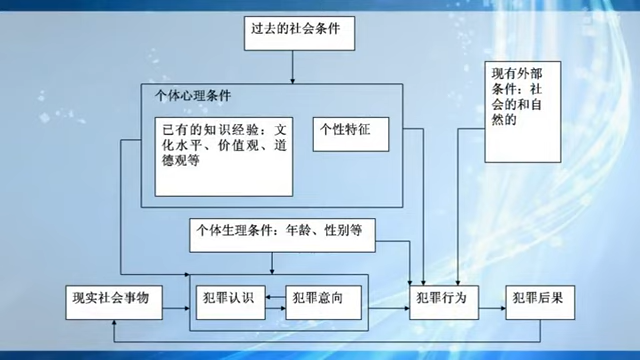 过去的社会条件
个体心理条件
已有的知识经验：文
化水平、价值观、道
德观等
个性特征
现有外部
条件：社
会的和自
然的
个体生理条件：年龄、性别等
现实社会事物
犯罪认识
犯罪意向
犯罪行为
犯罪后果